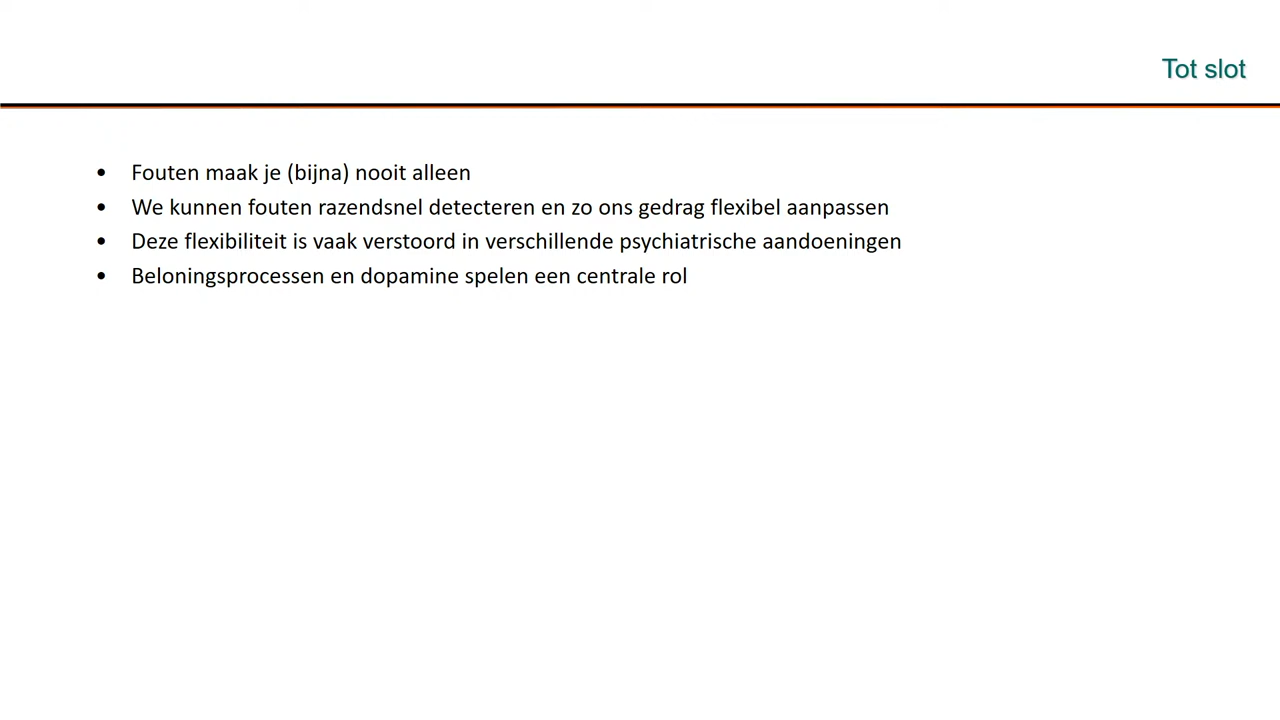 Tot slot
• Fouten maak je (bijna) nooit alleen
• We kunnen fouten razendsnel detecteren en zo ons gedrag flexibel aanpassen
• Deze flexibiliteit is vaak verstoord in verschillende psychiatrische aandoeningen
• Beloningsprocessen en dopamine spelen een centrale rol